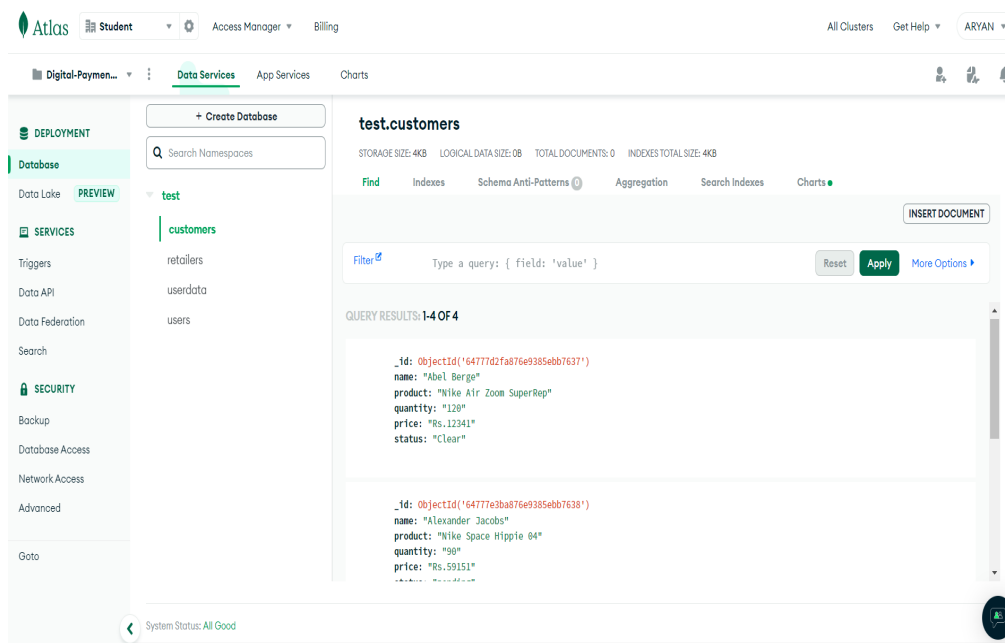 Atlas Student Access Manager Billing All Clusters Get Help ARYAN
Digital-Paymen... Data Services App Services Charts
DEPLOYMENT
Database
Data Lake PREVIEW
SERVICES
Triggers
Data API
Data Federation
Search
SECURITY
Backup
Database Access
Network Access
Advanced
Goto
+ Create Database
Search Namespaces
test
customers
retailers
userdata
users
test.customers
STORAGE SIZE: 4KB LOGICAL DATA SIZE: 0B TOTAL DOCUMENTS: 0 INDEXES TOTAL SIZE: 4KB
Find Indexes Schema Anti-Patterns 0 Aggregation Search Indexes Charts
INSERT DOCUMENT
Filter Type a query: { field: 'value' } Reset Apply More Options
QUERY RESULTS: 1-4 OF 4
_id: ObjectId('64777d2fa876e9385ebb7637')
name: "Abel Berge"
product: "Nike Air Zoom SuperRep"
quantity: "120"
price: "Rs.12341"
status: "Clear"
_id: ObjectId('64777e3ba876e9385ebb7638')
name: "Alexander Jacobs"
product: "Nike Space Hippie 04"
quantity: "90"
price: "Rs.59151"
System Status: All Good